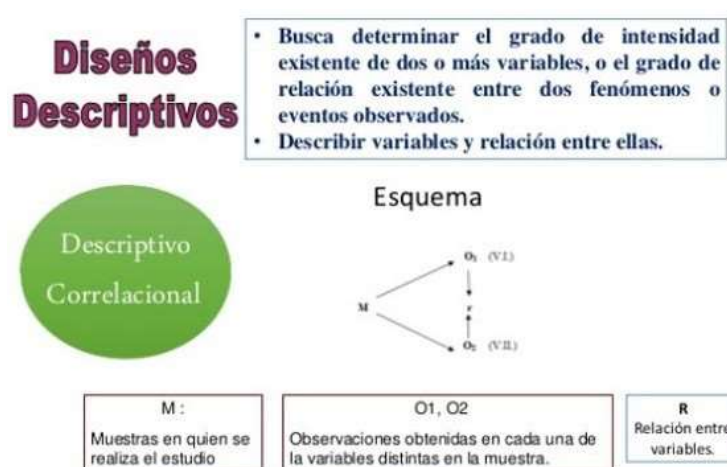 Diseños
Descriptivos
• Busca determinar el grado de intensidad
existente de dos o más variables, o el grado de
relación existente entre dos fenómenos o
eventos observados.
• Describir variables y relación entre ellas.
Esquema
Descriptivo
Correlacional
O₁ (V.I.)
M
r
O₂ (V.II.)
M :
Muestras en quien se
realiza el estudio
O1, O2
Observaciones obtenidas en cada una de
la variables distintas en la muestra.
R
Relación entre
variables.